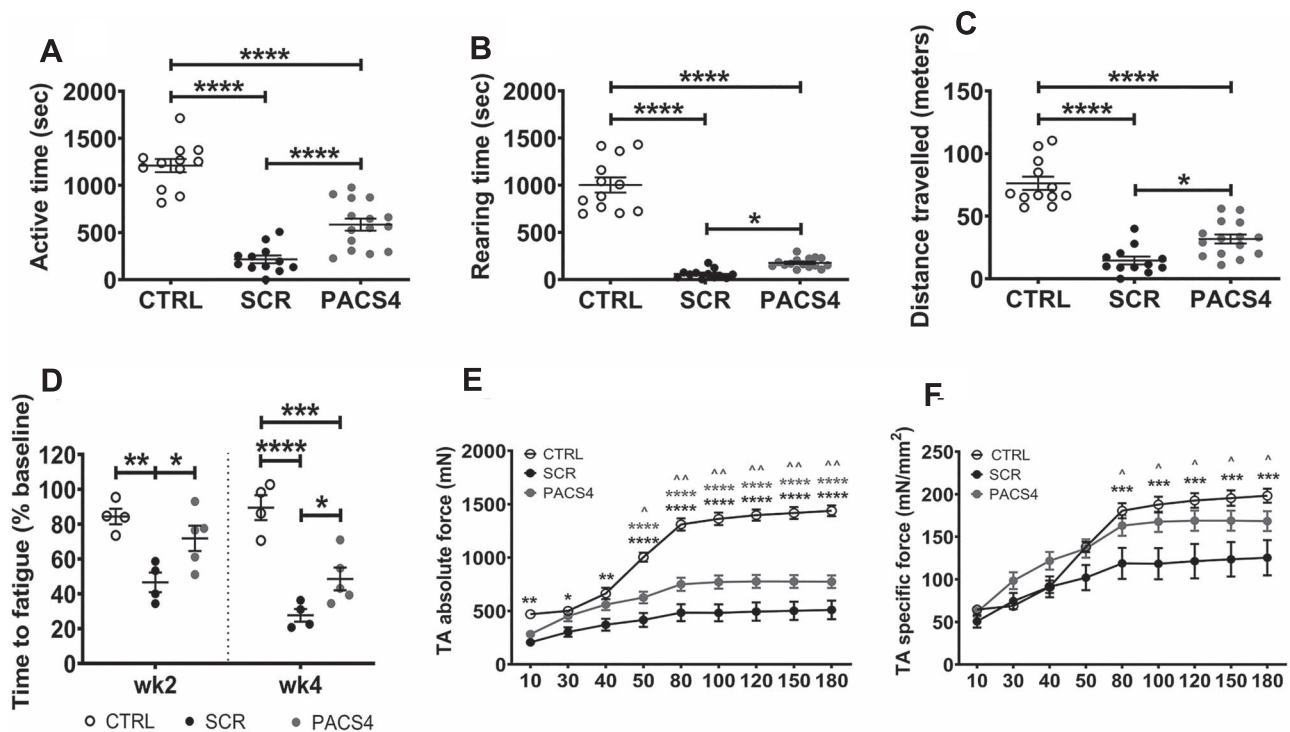 A
Active time (sec)
2000
1500
1000
500
0
****
****
****
CTRL SCR PACS4
B
Rearing time (sec)
2000
1500
1000
500
0
****
****
*
CTRL SCR PACS4
C
Distance travelled (meters)
150
100
50
0
****
****
*
CTRL SCR PACS4
D
Time to fatigue (% baseline)
120
100
80
60
40
20
0
** *
***
****
*
wk2 wk4
CTRL SCR PACS4
E
TA absolute force (mN)
2000
1500
1000
500
0
CTRL
SCR
PACS4
** * **
^
****
****
^^ ^^ ^^ ^^ ^^
**** **** **** **** ****
**** **** **** **** ****
10 30 40 50 80 100 120 150 180
F
TA specific force (mN/mm²)
250
200
150
100
50
0
CTRL
SCR
PACS4
^ ^ ^ ^ ^
*** *** *** *** ***
10 30 40 50 80 100 120 150 180